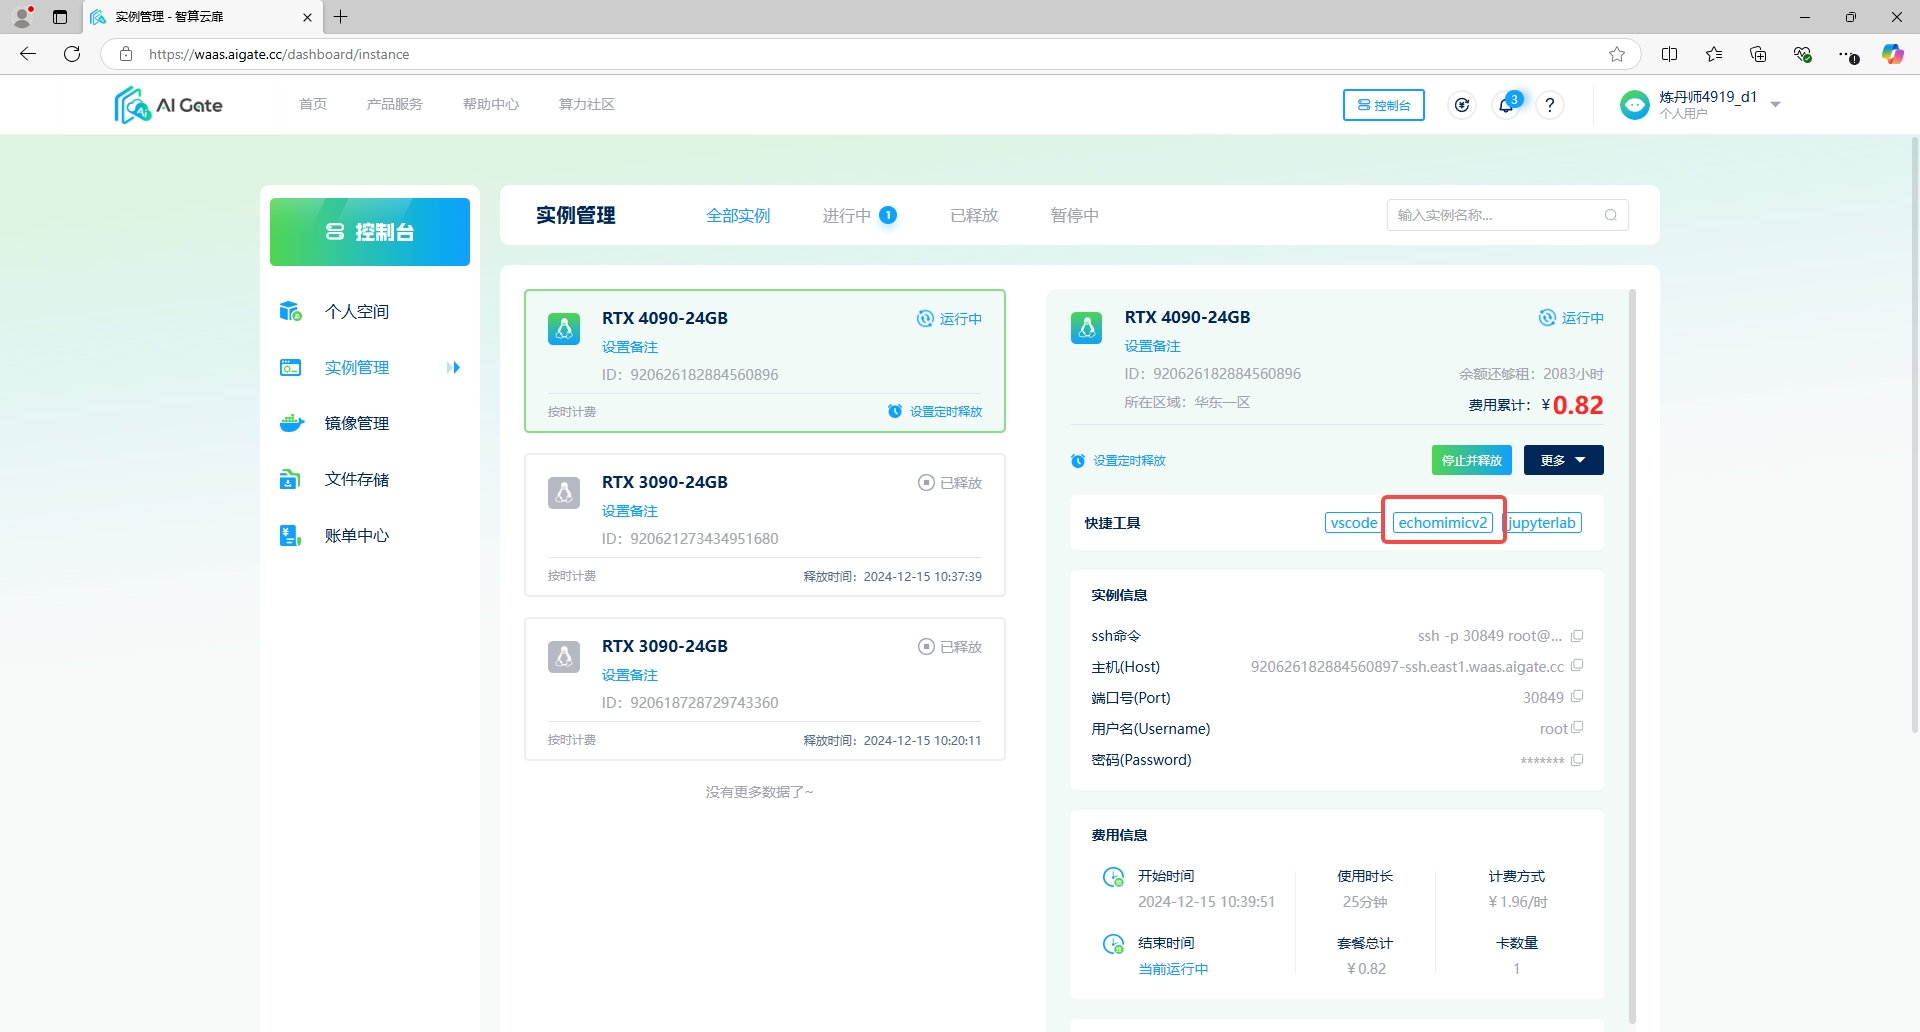 实例管理 - 智算云扉
https://waas.aigate.cc/dashboard/instance
AI Gate
首页
产品服务
帮助中心
算力社区
控制台
3
?
炼丹师4919_d1
个人用户
控制台
个人空间
实例管理
镜像管理
文件存储
账单中心
实例管理
全部实例
进行中 1
已释放
暂停中
输入实例名称...
RTX 4090-24GB
运行中
设置备注
ID: 920626182884560896
按时计费
设置定时释放
RTX 3090-24GB
已释放
设置备注
ID: 920621273434951680
按时计费
释放时间: 2024-12-15 10:37:39
RTX 3090-24GB
已释放
设置备注
ID: 920618728729743360
按时计费
释放时间: 2024-12-15 10:20:11
没有更多数据了~
RTX 4090-24GB
运行中
设置备注
ID: 920626182884560896
余额还够租: 2083小时
所在区域: 华东一区
费用累计: ¥0.82
设置定时释放
停止并释放
更多
快捷工具
vscode
echomimicv2
jupyterlab
实例信息
ssh命令
ssh -p 30849 root@...
主机(Host)
920626182884560897-ssh.east1.waas.aigate.cc
端口号(Port)
30849
用户名(Username)
root
密码(Password)
*******
费用信息
开始时间
2024-12-15 10:39:51
使用时长
25分钟
计费方式
¥1.96/时
结束时间
当前运行中
套餐总计
¥0.82
卡数量
1